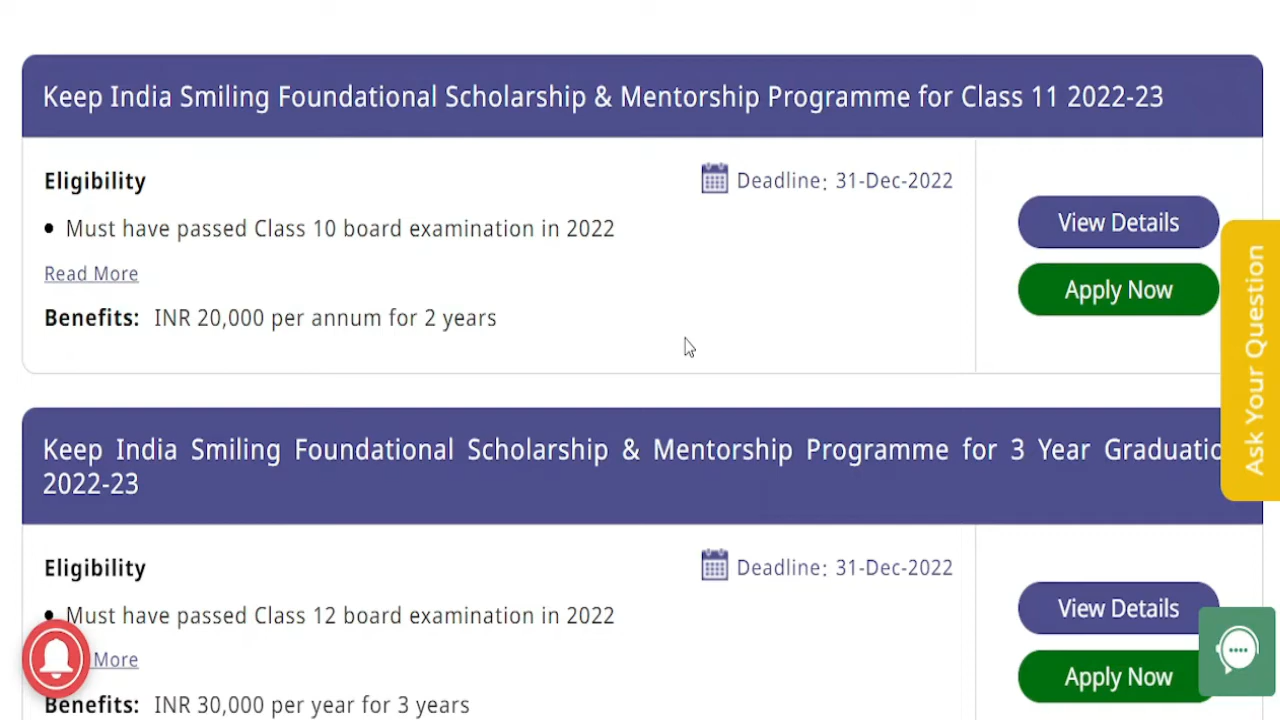 Keep India Smiling Foundational Scholarship & Mentorship Programme for Class 11 2022-23
Eligibility
Deadline: 31-Dec-2022
• Must have passed Class 10 board examination in 2022
Read More
Benefits: INR 20,000 per annum for 2 years
View Details
Apply Now
Ask Your Question
Keep India Smiling Foundational Scholarship & Mentorship Programme for 3 Year Graduatio
2022-23
Eligibility
Deadline: 31-Dec-2022
• Must have passed Class 12 board examination in 2022
More
Benefits: INR 30,000 per year for 3 years
View Details
Apply Now